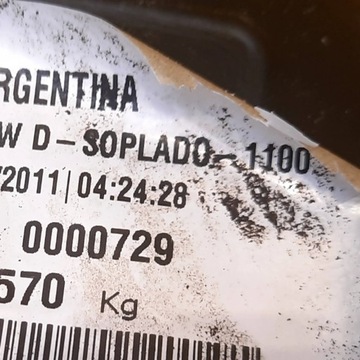 RGENTINA
W D - SOPLADO - 1100
/2011 | 04:24:28
0000729
570 Kg